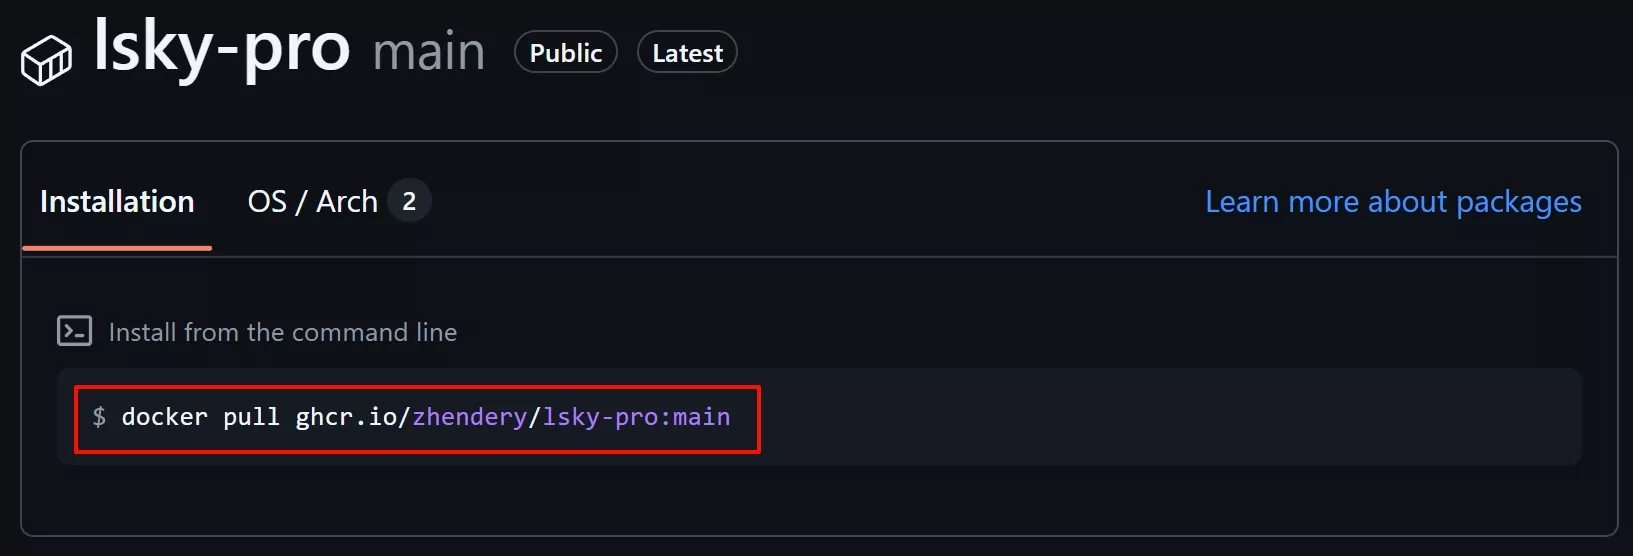 lsky-pro main Public Latest
Installation OS / Arch 2 Learn more about packages
Install from the command line
$ docker pull ghcr.io/zhendery/lsky-pro:main